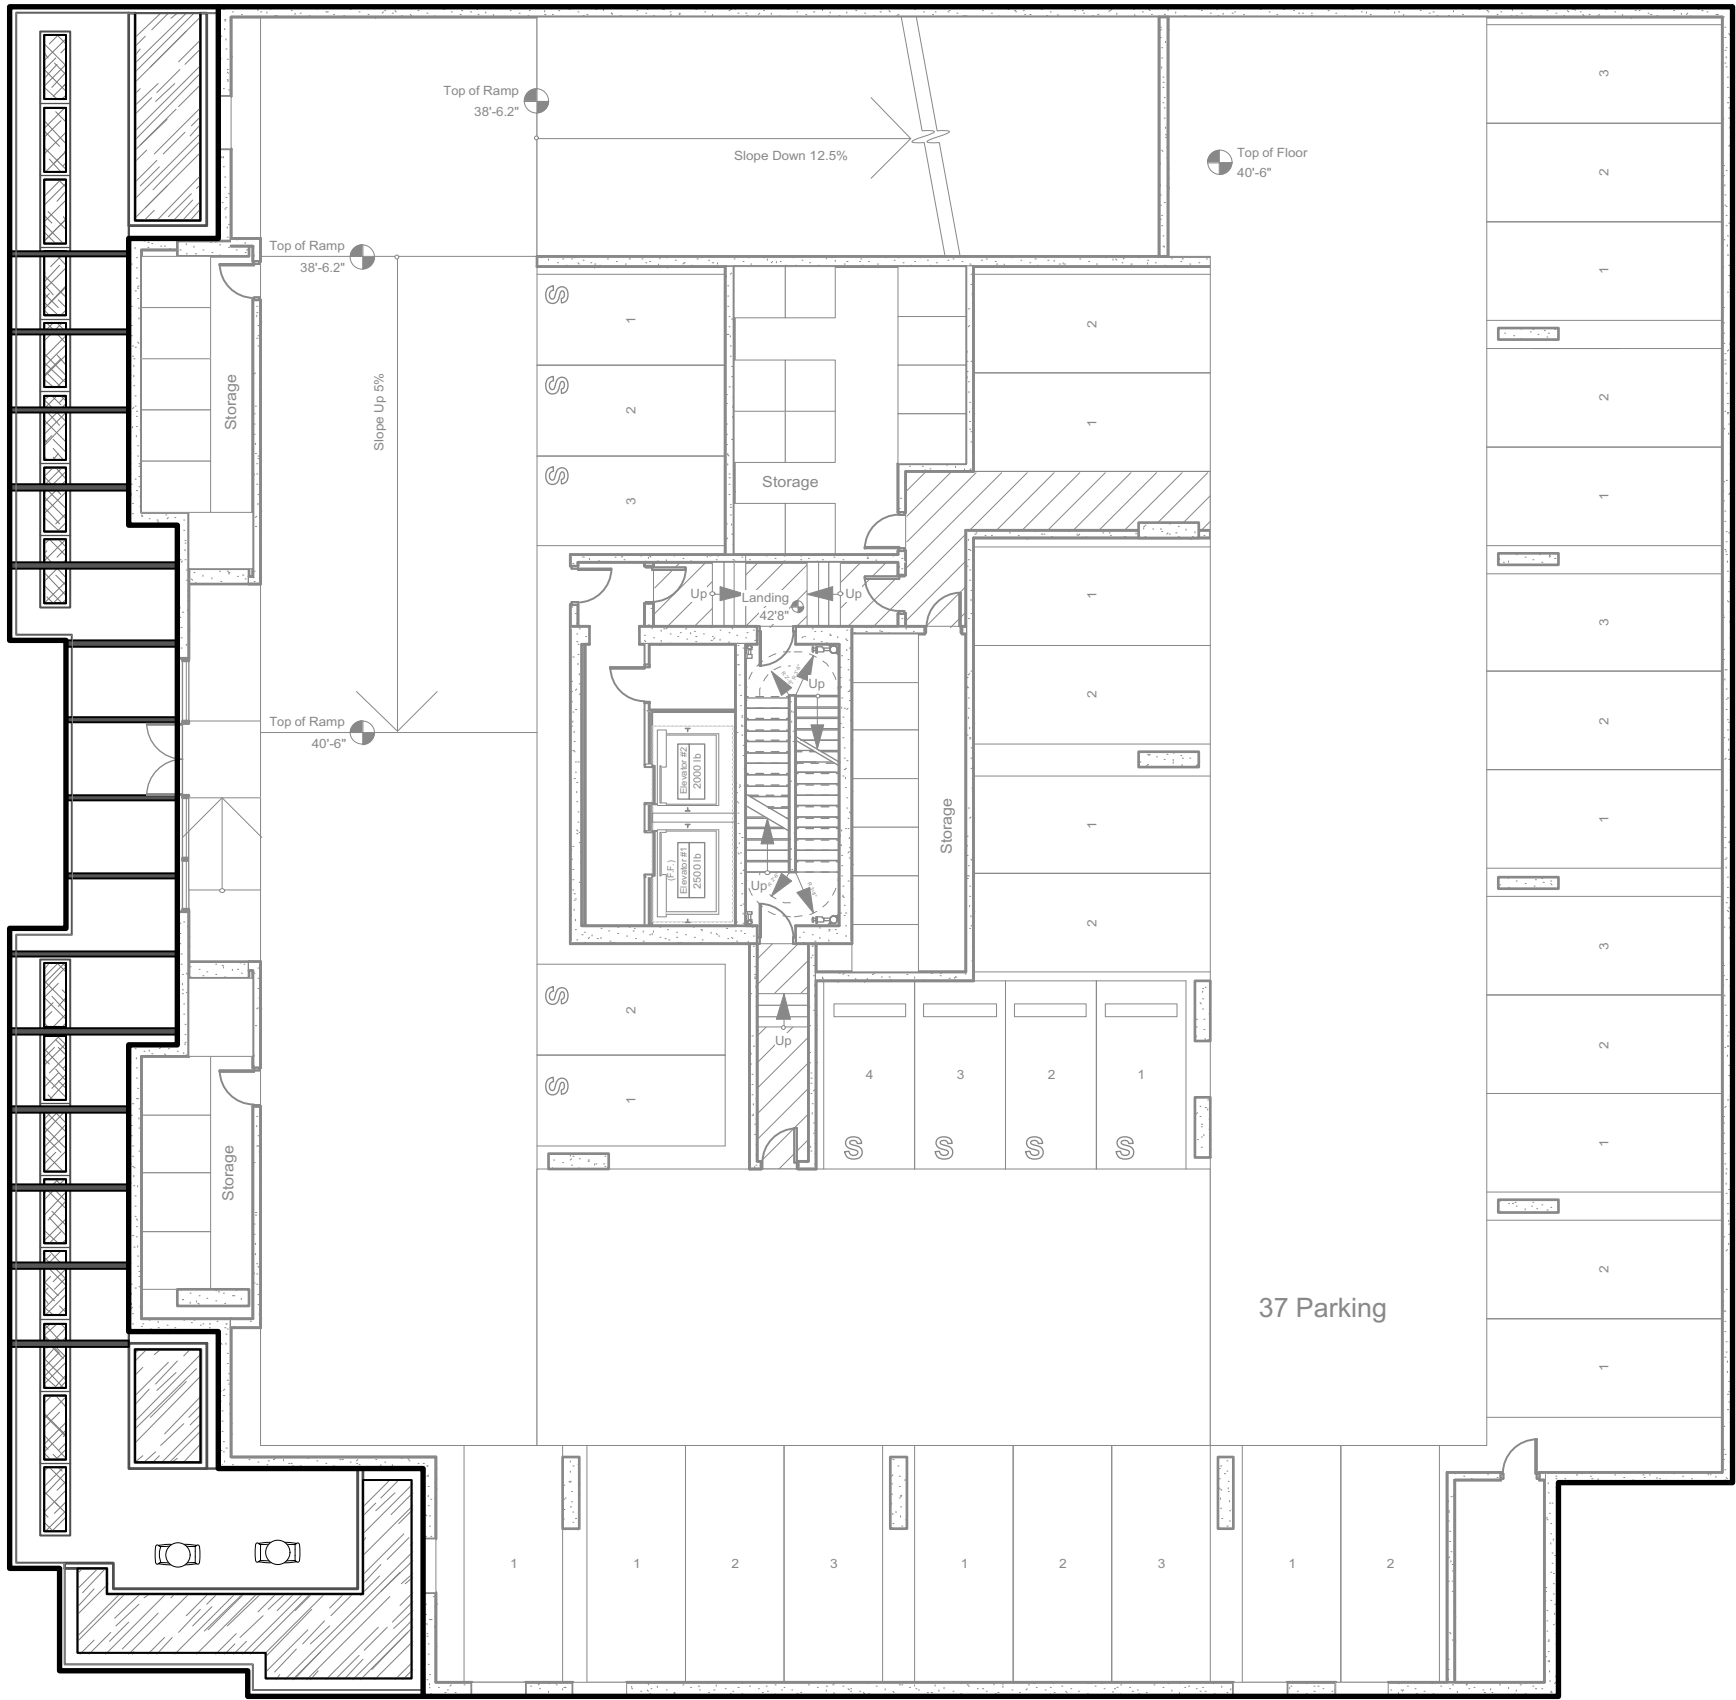 Top of Ramp
38'-6.2"
Slope Down 12.5%
Top of Floor
40'-6"
3
2
1
2
1
3
2
1
3
2
1
2
1
Top of Ramp
38'-6.2"
Slope Up 5%
Storage
S
1
S
2
S
3
Storage
2
1
Up
Landing
42'8"
Up
1
2
1
2
Top of Ramp
40'-6"
Up
Elevator #2
2000 lb
(F.F.)
Elevator #1
2500 lb
Up
Storage
S
2
S
1
Up
4
3
2
1
S
S
S
S
Storage
37 Parking
1
1
2
3
1
2
3
1
2